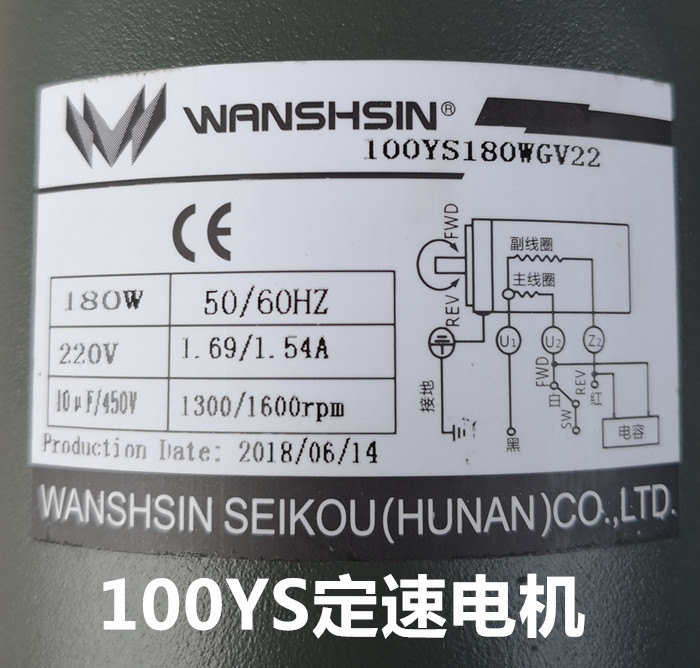 WANSHSIN®
100YS180WGV22
CE
180W 50/60HZ
220V 1.69/1.54A
10μF/450V 1300/1600rpm
Production Date: 2018/06/14
FWD
REV
副线圈
主线圈
U1 U2 Z2
接地
黑
FWD
白
SW
REV
红
电容
WANSHSIN SEIKOU(HUNAN)CO.,LTD.
100YS定速电机